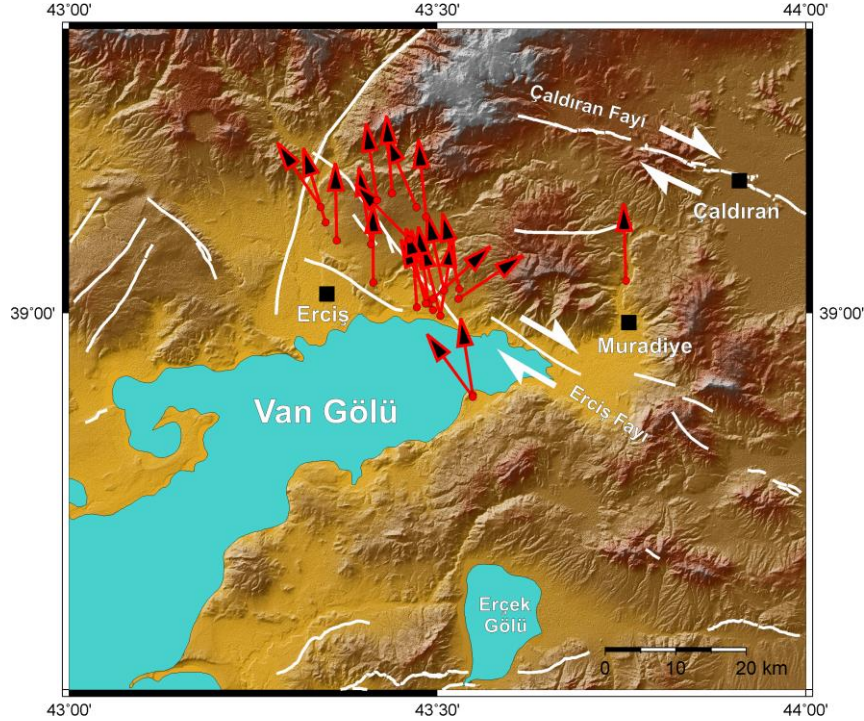 43°00'
43°30'
44°00'
Çaldıran Fayı
Çaldıran
39°00'
39°00'
Erciş
Muradiye
Van Gölü
Erciş Fayı
Erçek
Gölü
0 10 20 km
43°00'
43°30'
44°00'